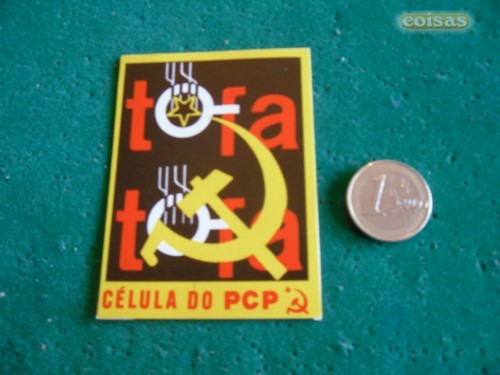 coisas
tofa
tofa
CÉLULA DO PCP
1